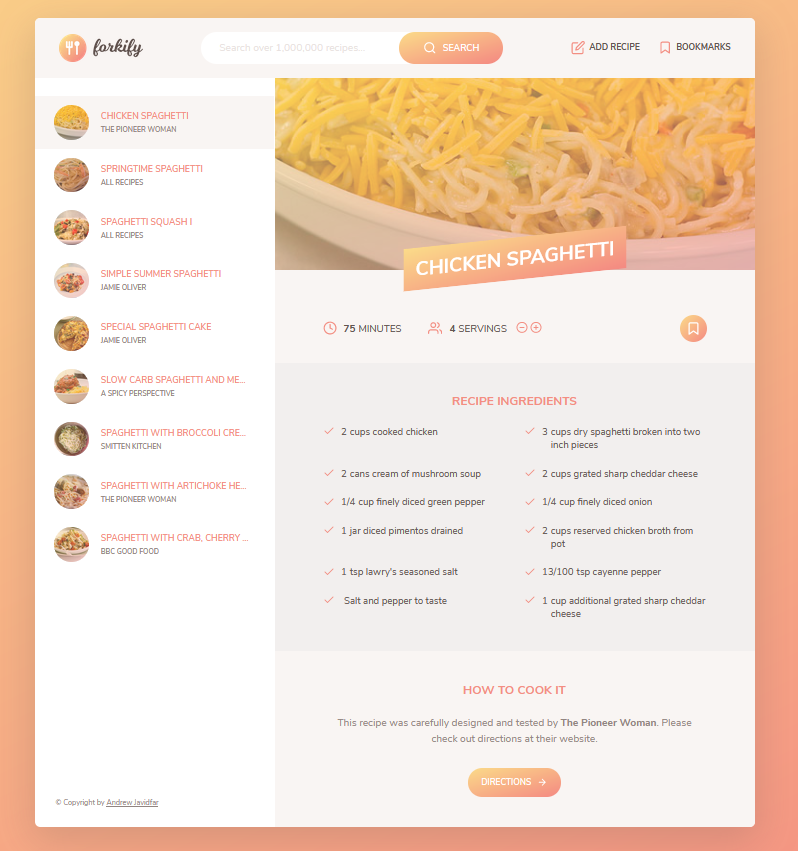 forkify
Search over 1,000,000 recipes...
SEARCH
ADD RECIPE
BOOKMARKS
CHICKEN SPAGHETTI
THE PIONEER WOMAN
SPRINGTIME SPAGHETTI
ALL RECIPES
SPAGHETTI SQUASH I
ALL RECIPES
SIMPLE SUMMER SPAGHETTI
JAMIE OLIVER
SPECIAL SPAGHETTI CAKE
JAMIE OLIVER
SLOW CARB SPAGHETTI AND ME...
A SPICY PERSPECTIVE
SPAGHETTI WITH BROCCOLI CRE...
SMITTEN KITCHEN
SPAGHETTI WITH ARTICHOKE HE...
THE PIONEER WOMAN
SPAGHETTI WITH CRAB, CHERRY ...
BBC GOOD FOOD
© Copyright by Andrew Javidfar
CHICKEN SPAGHETTI
75 MINUTES
4 SERVINGS
RECIPE INGREDIENTS
2 cups cooked chicken
3 cups dry spaghetti broken into two
inch pieces
2 cans cream of mushroom soup
2 cups grated sharp cheddar cheese
1/4 cup finely diced green pepper
1/4 cup finely diced onion
1 jar diced pimentos drained
2 cups reserved chicken broth from
pot
1 tsp lawry's seasoned salt
13/100 tsp cayenne pepper
Salt and pepper to taste
1 cup additional grated sharp cheddar
cheese
HOW TO COOK IT
This recipe was carefully designed and tested by The Pioneer Woman. Please
check out directions at their website.
DIRECTIONS